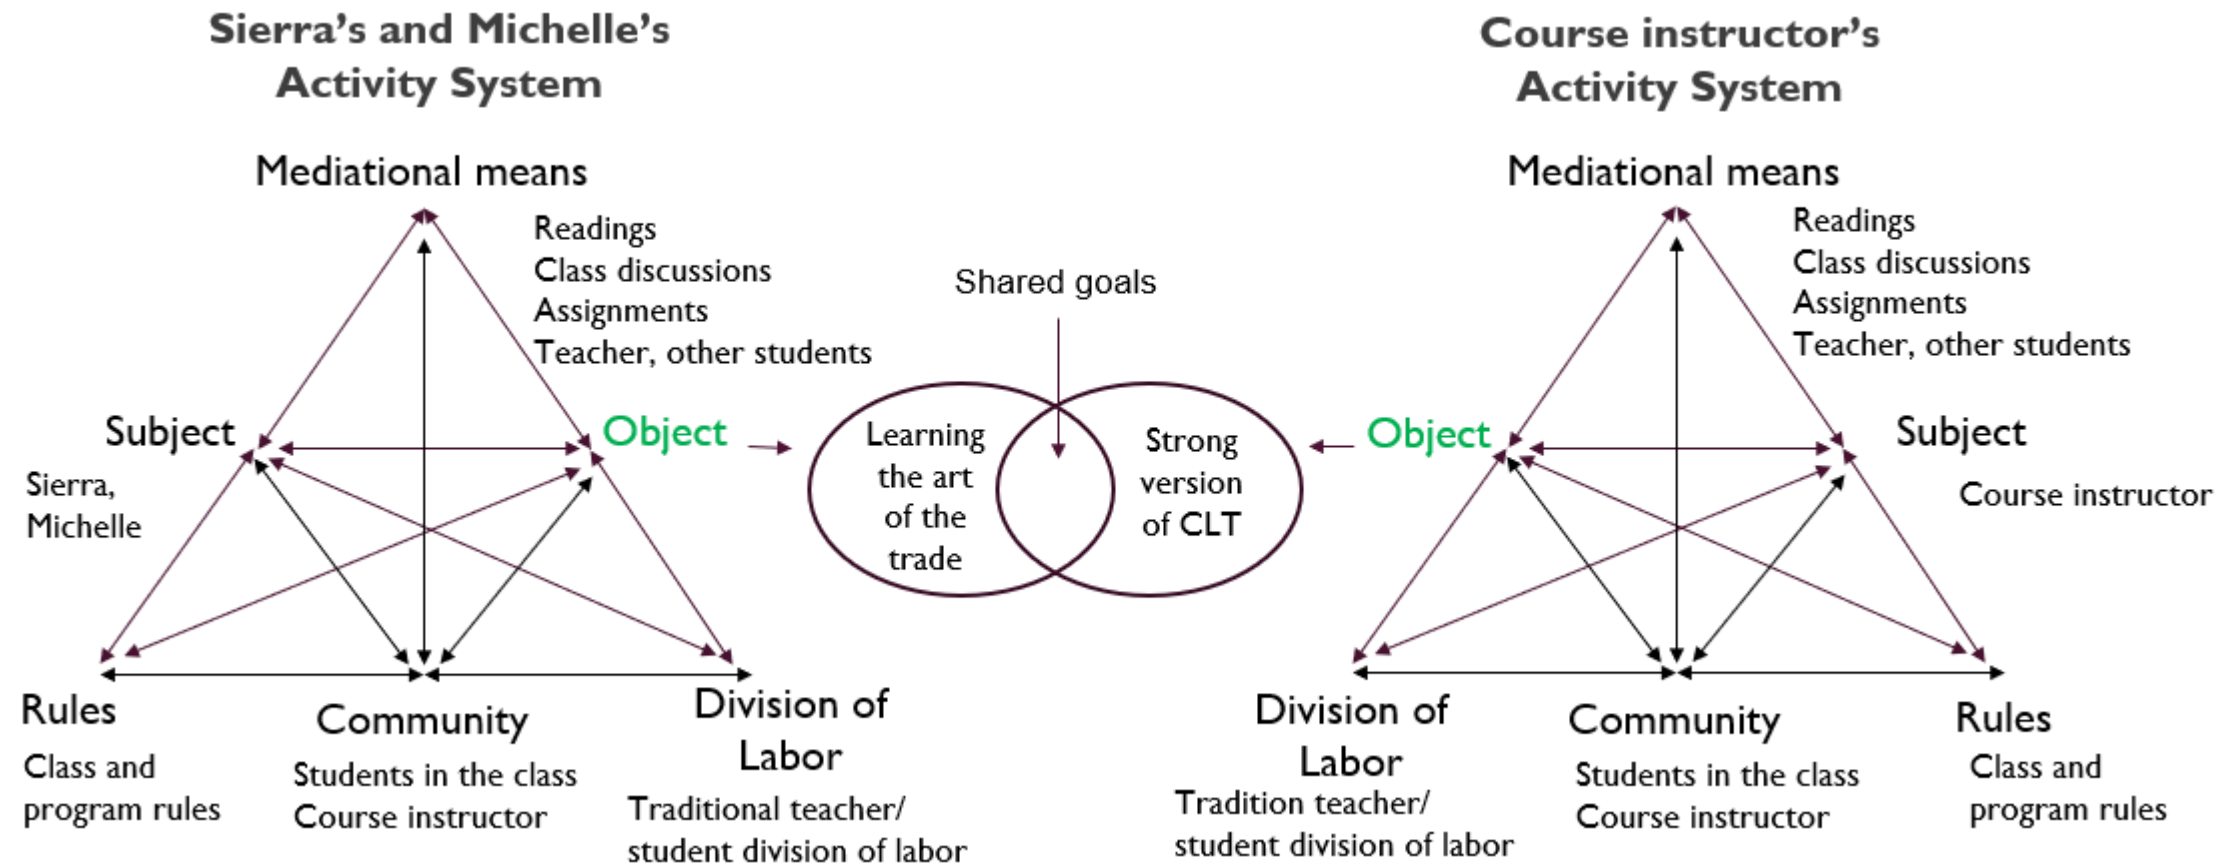 Sierra's and Michelle's
Activity System
Mediational means
Readings
Class discussions
Assignments
Teacher, other students
Subject
Sierra,
Michelle
Object
Rules
Class and
program rules
Community
Students in the class
Course instructor
Division of
Labor
Traditional teacher/
student division of labor
Shared goals
Learning
the art
of the
trade
Strong
version
of CLT
Course instructor's
Activity System
Mediational means
Readings
Class discussions
Assignments
Teacher, other students
Object
Subject
Course instructor
Division of
Labor
Tradition teacher/
student division of labor
Community
Students in the class
Course instructor
Rules
Class and
program rules